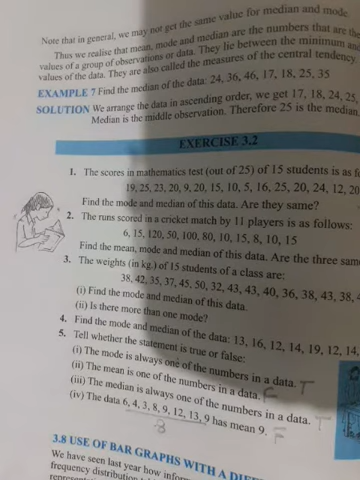 Note that in general, we may not get the same value for median and mode.
Thus we realise that mean, mode and median are the numbers that are the
values of a group of observations or data. They lie between the minimum and
values of the data. They are also called the measures of the central tendency.
EXAMPLE 7 Find the median of the data: 24, 36, 46, 17, 18, 25, 35
SOLUTION We arrange the data in ascending order, we get 17, 18, 24, 25,
Median is the middle observation. Therefore 25 is the median.
EXERCISE 3.2
1. The scores in mathematics test (out of 25) of 15 students is as
19, 25, 23, 20, 9, 20, 15, 10, 5, 16, 25, 20, 24, 12, 20
Find the mode and median of this data. Are they same?
2. The runs scored in a cricket match by 11 players is as follows:
6, 15, 120, 50, 100, 80, 10, 15, 8, 10, 15
Find the mean, mode and median of this data. Are the three same
3. The weights (in kg.) of 15 students of a class are:
38, 42, 35, 37, 45, 50, 32, 43, 43, 40, 36, 38, 43, 38,
(i) Find the mode and median of this data.
(ii) Is there more than one mode?
4. Find the mode and median of the data: 13, 16, 12, 14, 19, 12, 14,
5. Tell whether the statement is true or false:
(i) The mode is always one of the numbers in a data. T
(ii) The mean is one of the numbers in a data. F
(iii) The median is always one of the numbers in a data. T
(iv) The data 6, 4, 3, 8, 9, 12, 13, 9 has mean 9. F
8
3.8 USE OF BAR GRAPHS WITH A
We have seen last year how
frequency distribution